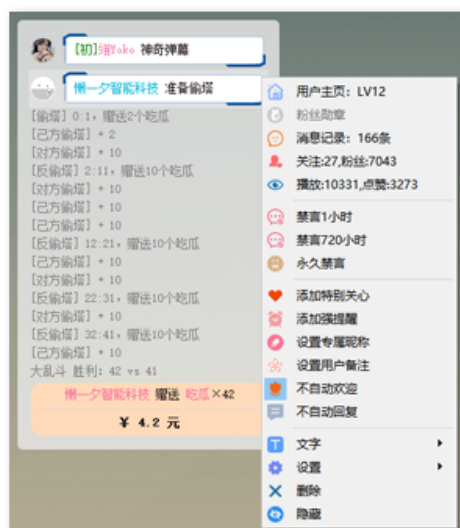 [初]翊Yoko 神奇弹幕
懒一夕智能科技 准备偷塔
[偷塔] 0:1，赠送2个吃瓜
[己方偷塔] + 2
[对方偷塔] + 10
[反偷塔] 2:11，赠送10个吃瓜
[对方偷塔] + 10
[己方偷塔] + 10
[己方偷塔] + 10
[反偷塔] 12:21，赠送10个吃瓜
[己方偷塔] + 10
[对方偷塔] + 10
[反偷塔] 22:31，赠送10个吃瓜
[对方偷塔] + 10
[反偷塔] 32:41，赠送10个吃瓜
[己方偷塔] + 10
大乱斗 胜利：42 vs 41
懒一夕智能科技 赠送 吃瓜×42
¥ 4.2 元
用户主页：LV12
粉丝勋章
消息记录：166条
关注:27,粉丝:7043
播放:10331,点赞:3273
禁言1小时
禁言720小时
永久禁言
添加特别关心
添加强提醒
设置专属昵称
设置用户备注
不自动欢迎
不自动回复
文字
设置
删除
隐藏